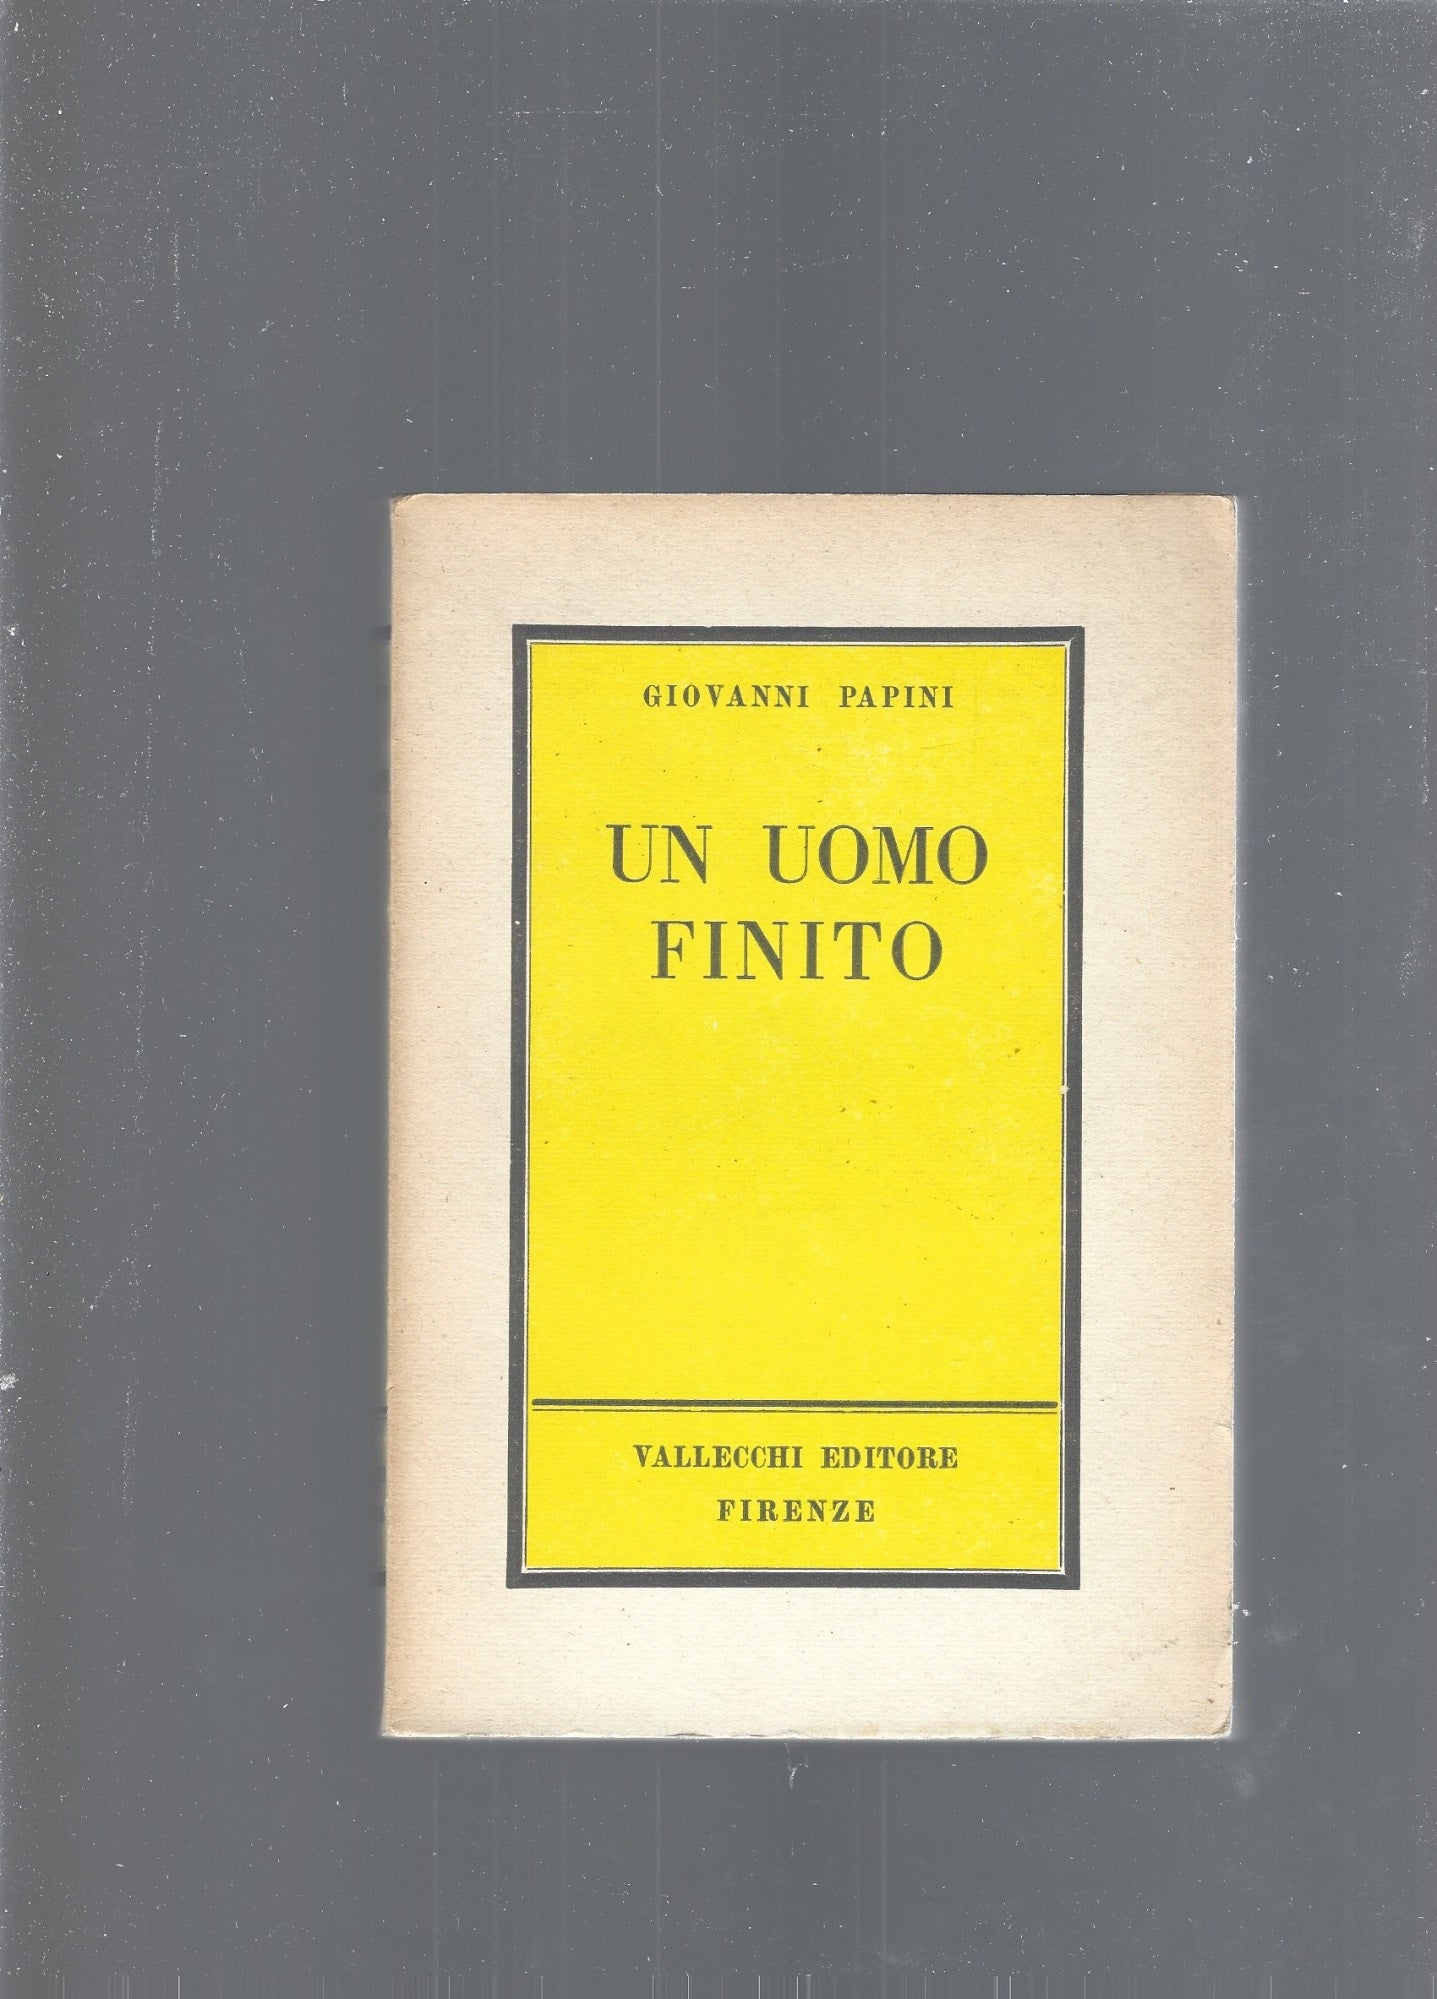 GIOVANNI PAPINI
UN UOMO
FINITO
VALLECCHI EDITORE
FIRENZE